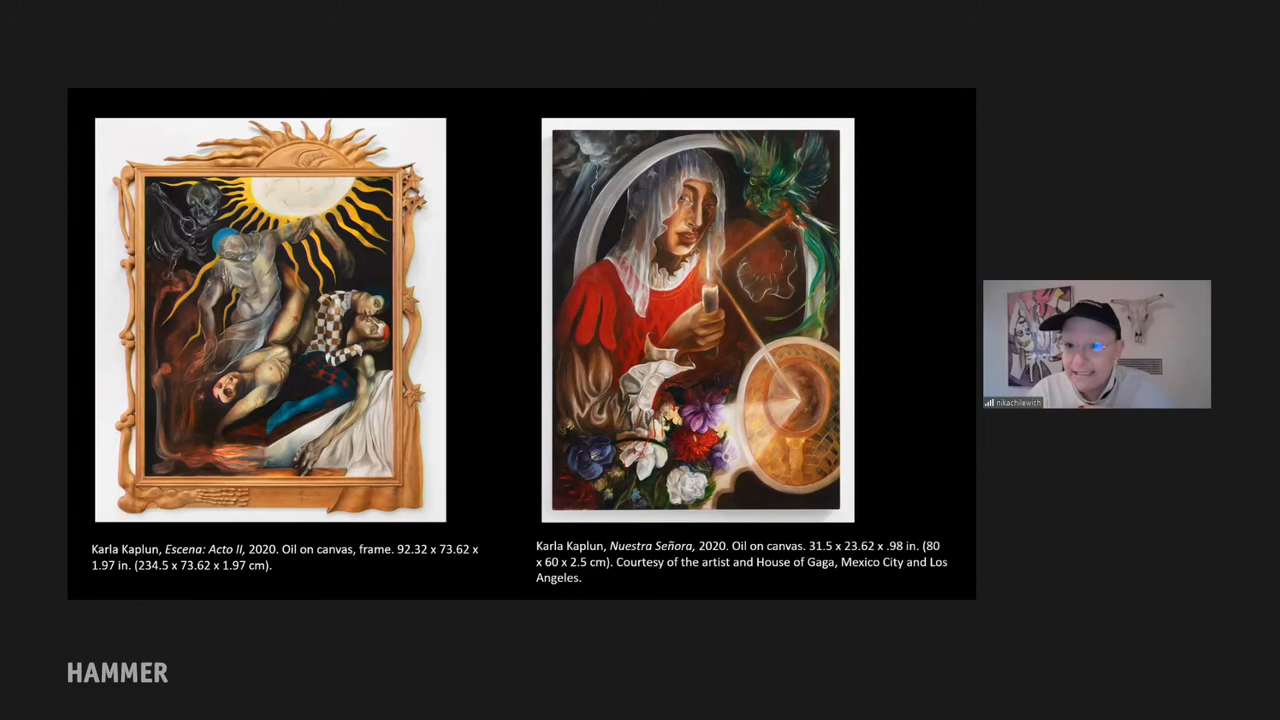 Karla Kaplun, Escena: Acto II, 2020. Oil on canvas, frame. 92.32 x 73.62 x
1.97 in. (234.5 x 73.62 x 1.97 cm).
Karla Kaplun, Nuestra Señora, 2020. Oil on canvas. 31.5 x 23.62 x .98 in. (80
x 60 x 2.5 cm). Courtesy of the artist and House of Gaga, Mexico City and Los
Angeles.
nikachilewich
HAMMER